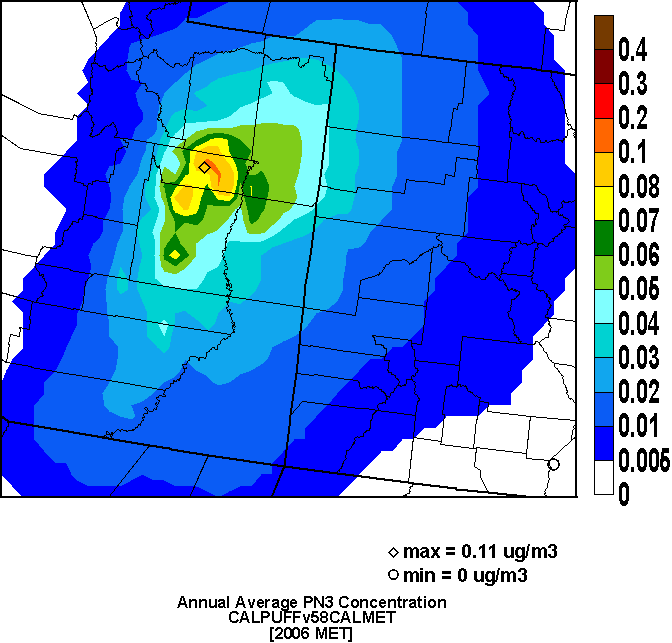 0.4
0.3
0.2
0.1
0.08
0.07
0.06
0.05
0.04
0.03
0.02
0.01
0.005
0
max = 0.11 ug/m3
min = 0 ug/m3
Annual Average PN3 Concentration
CALPUFFv58CALMET
[2006 MET]